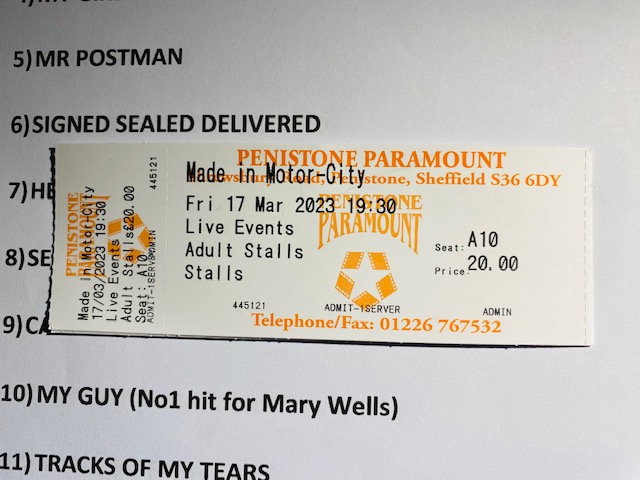 5) MR POSTMAN
6) SIGNED SEALED DELIVERED
7) HE
8) SE
9) CA
PENISTONE PARAMOUNT
Made in Motor-City
Road, Penistone, Sheffield S36 6DY
Fri 17 Mar 2023 19:30
Live Events
Adult Stalls
Stalls
PENISTONE
PARAMOUNT
Seat: A10
Price: 20.00
445121
ADMIT-1SERVER
ADMIN
Telephone/Fax: 01226 767532
PENISTONE
PARAMOUNT
Made in Motor-City
17/03/2023 19:30
Live Events
Adult Stalls£20.00
Seat: A10
445121
10) MY GUY (No1 hit for Mary Wells)
11) TRACKS OF MY TEARS